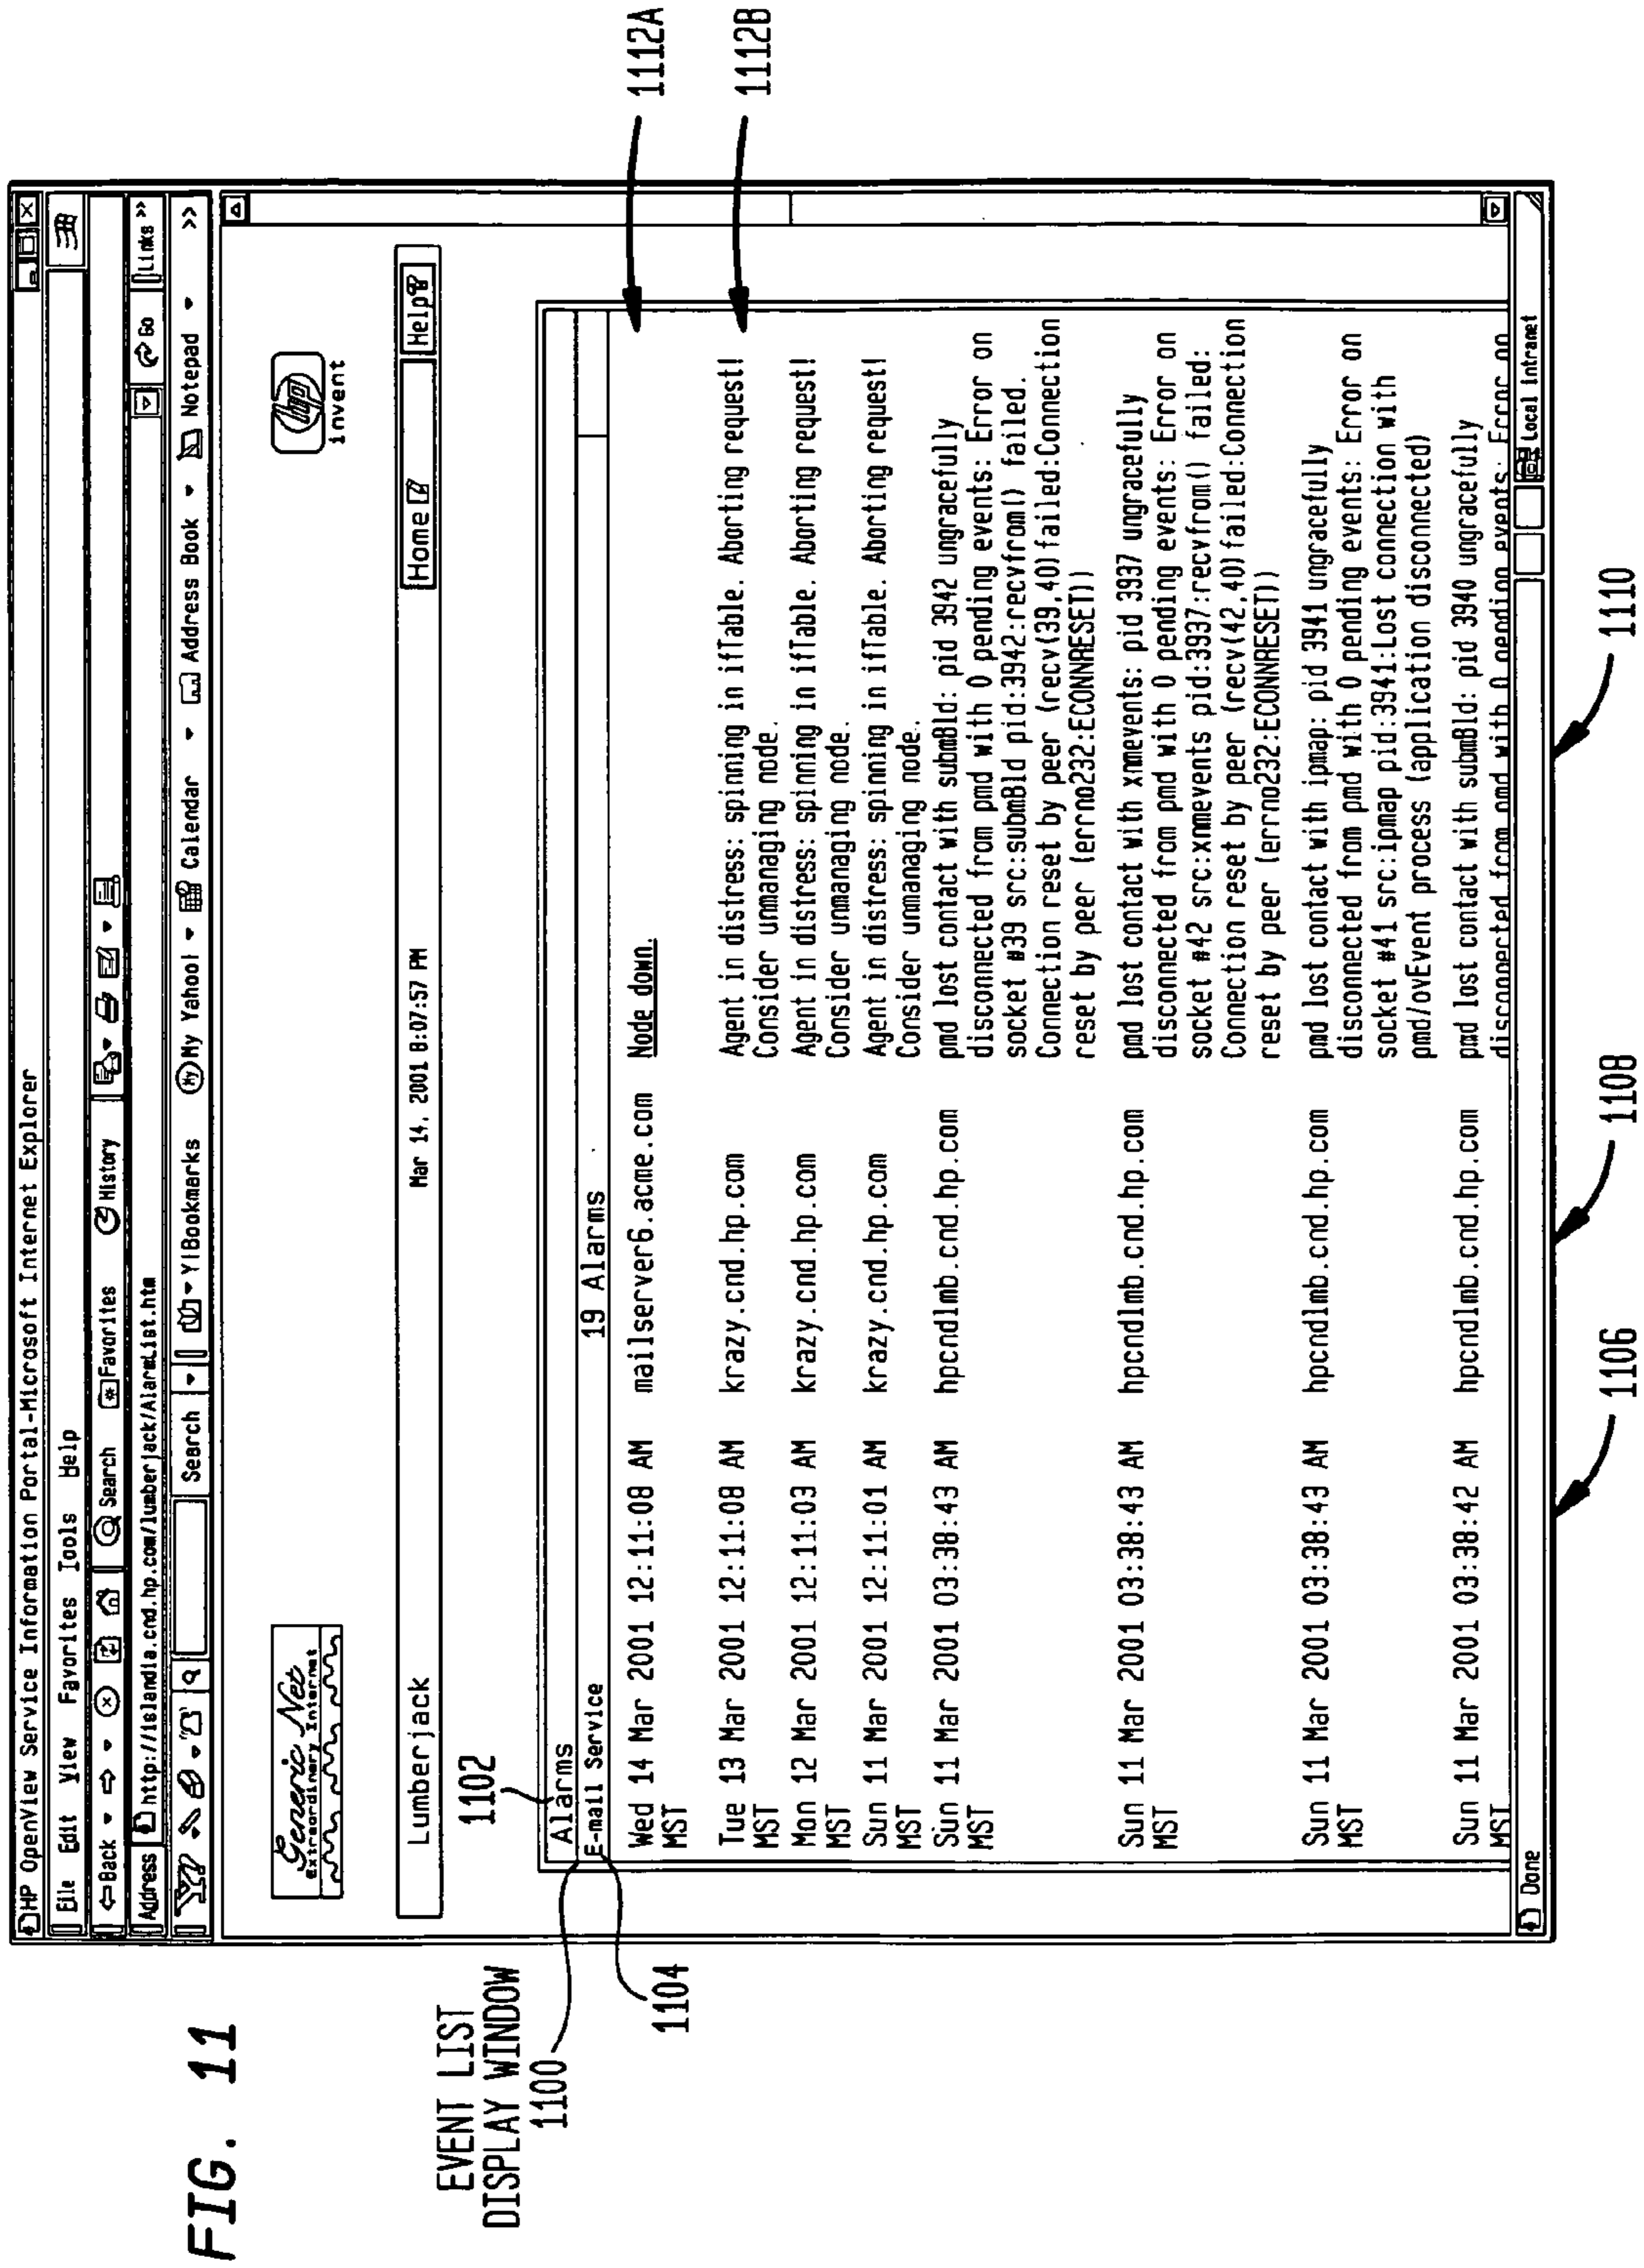 FIG. 11
HP OpenView Service Information Portal-Microsoft Internet Explorer
File Edit View Favorites Tools Help
Back Search Favorites History
Address http://islandia.cnd.hp.com/lumberjack/AlarmList.htm Go Links >>
Search Y!Bookmarks My My Yahoo! Calendar Address Book Notepad >>
Generic Net
Extraordinary Internet
hp
invent
Lumberjack Mar 14, 2001 8:07:57 PM Home Help
EVENT LIST
DISPLAY WINDOW
1100
1102
1104
Alarms
E-mail Service 19 Alarms
Wed 14 Mar 2001 12:11:08 AM mailserver6.acme.com Node down.
MST
1112A
Tue 13 Mar 2001 12:11:08 AM krazy.cnd.hp.com Agent in distress: spinning in ifTable. Aborting request!
MST Consider unmanaging node.
1112B
Mon 12 Mar 2001 12:11:03 AM krazy.cnd.hp.com Agent in distress: spinning in ifTable. Aborting request!
MST Consider unmanaging node.
Sun 11 Mar 2001 12:11:01 AM krazy.cnd.hp.com Agent in distress: spinning in ifTable. Aborting request!
MST Consider unmanaging node.
Sun 11 Mar 2001 03:38:43 AM hpcndlmb.cnd.hp.com pmd lost contact with submBld: pid 3942 ungracefully
MST disconnected from pmd with 0 pending events: Error on
socket #39 src:submBld pid:3942:recvfrom() failed.
Connection reset by peer (recv(39,40)failed:Connection
reset by peer (errno232:ECONNRESET))
Sun 11 Mar 2001 03:38:43 AM hpcndlmb.cnd.hp.com pmd lost contact with xnmevents: pid 3937 ungracefully
MST disconnected from pmd with 0 pending events: Error on
socket #42 src:xnmevents pid:3937:recvfrom() failed:
Connection reset by peer (recv(42,40)failed:Connection
reset by peer (errno232:ECONNRESET))
Sun 11 Mar 2001 03:38:43 AM hpcndlmb.cnd.hp.com pmd lost contact with ipmap: pid 3941 ungracefully
MST disconnected from pmd with 0 pending events: Error on
socket #41 src:ipmap pid:3941:Lost connection with
pmd/ovEvent process (application disconnected)
Sun 11 Mar 2001 03:38:42 AM hpcndlmb.cnd.hp.com pmd lost contact with submBld: pid 3940 ungracefully
MST disconnected from pmd with 0 pending events: Error on
Done Local intranet
1106 1108 1110